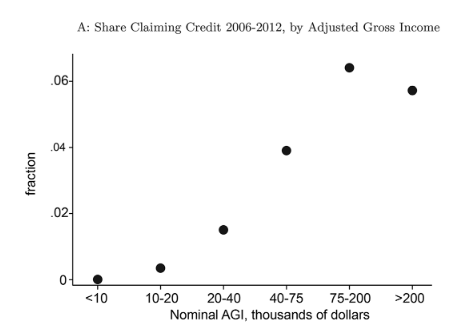 A: Share Claiming Credit 2006-2012, by Adjusted Gross Income
.06
.04
.02
0
fraction
<10 10-20 20-40 40-75 75-200 >200
Nominal AGI, thousands of dollars